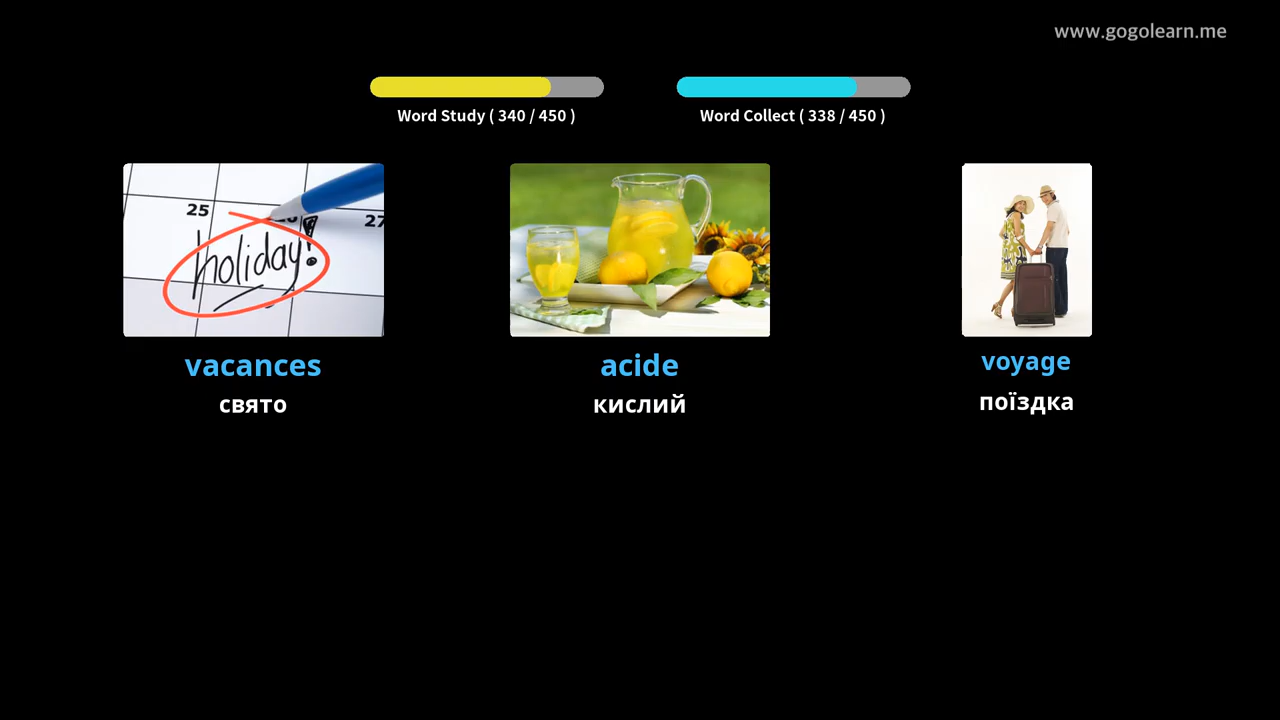 www.gogolearn.me
Word Study ( 340 / 450 )
Word Collect ( 338 / 450 )
25
27
holiday!
vacances
acide
voyage
свято
кислий
поїздка